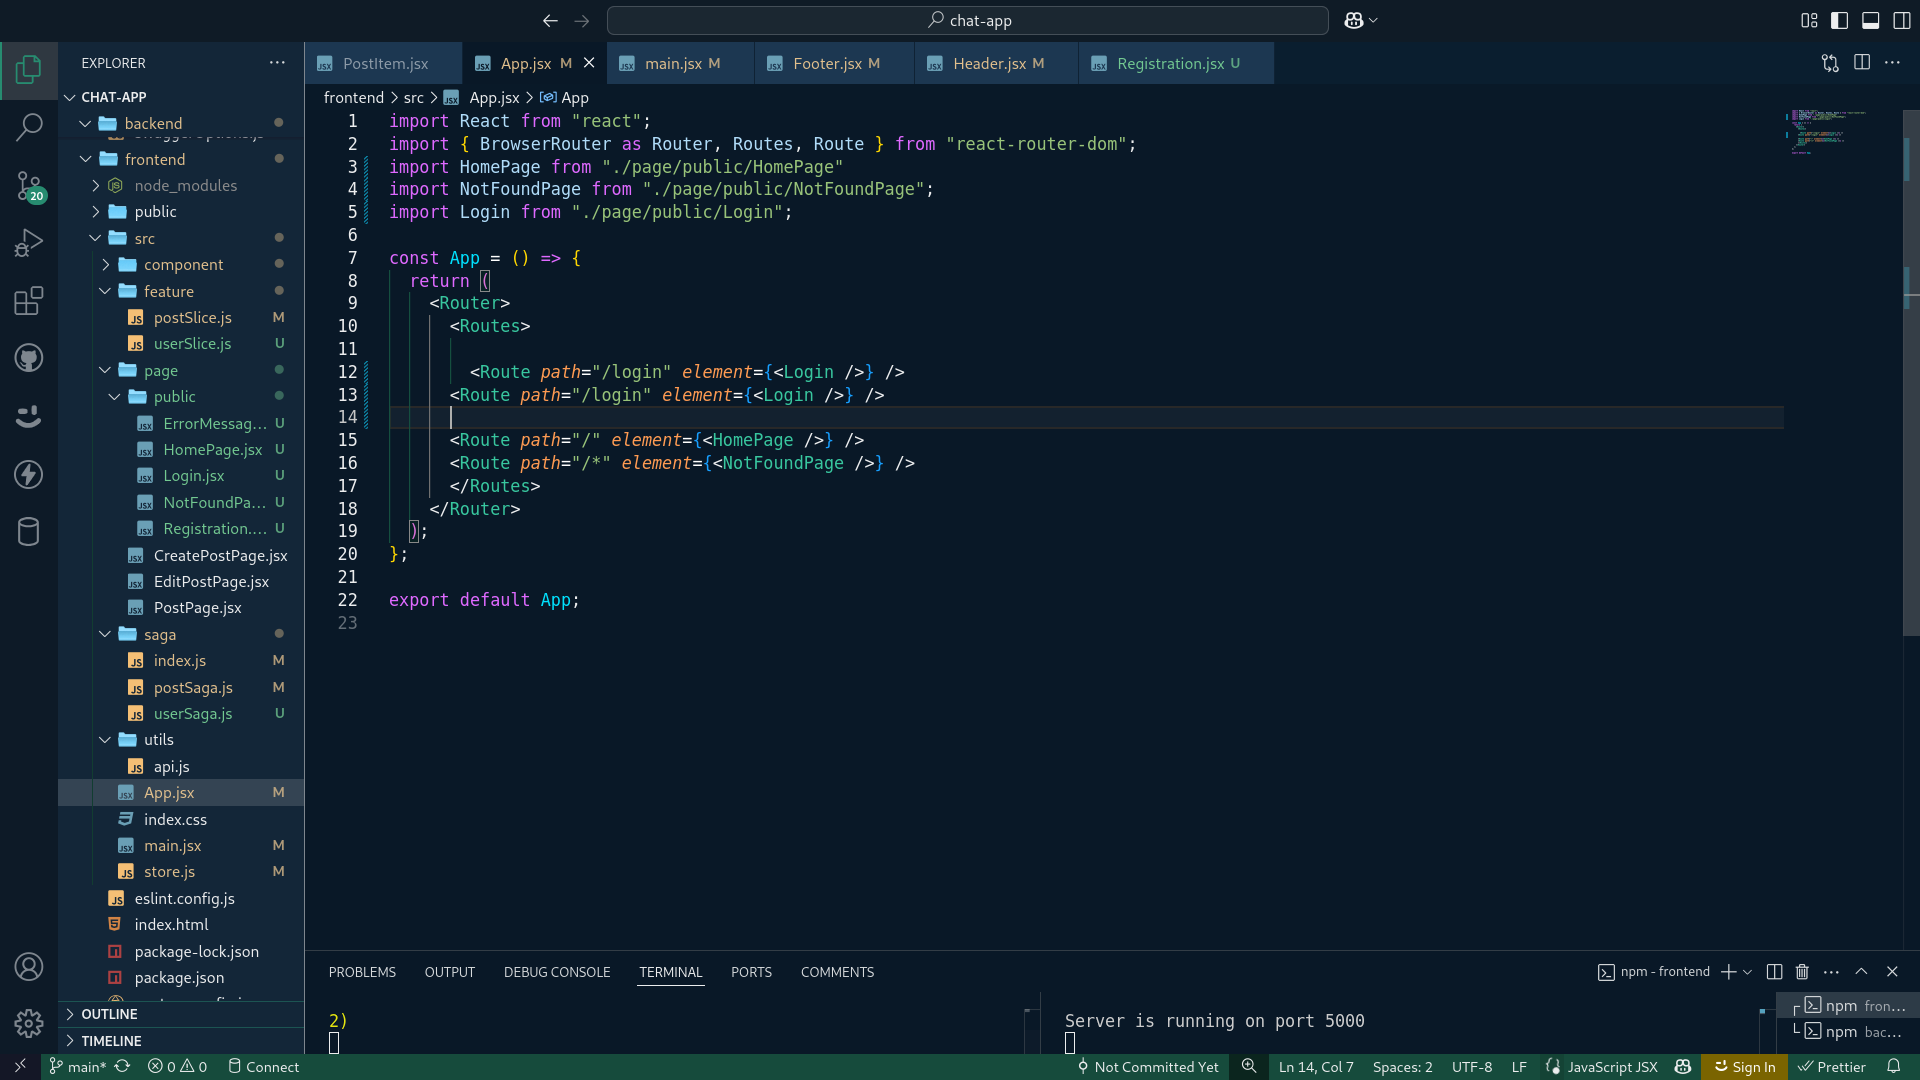 chat-app
EXPLORER
CHAT-APP
backend
frontend
node_modules
public
src
component
feature
postSlice.js M
userSlice.js U
page
public
ErrorMessag... U
HomePage.jsx U
Login.jsx U
NotFoundPa... U
Registration.... U
CreatePostPage.jsx
EditPostPage.jsx
PostPage.jsx
saga
index.js M
postSaga.js M
userSaga.js U
utils
api.js
App.jsx M
index.css
main.jsx M
store.js M
eslint.config.js
index.html
package-lock.json
package.json
OUTLINE
TIMELINE
20
PostItem.jsx
App.jsx M
main.jsx M
Footer.jsx M
Header.jsx M
Registration.jsx U
frontend > src > App.jsx > App
1 import React from "react";
2 import { BrowserRouter as Router, Routes, Route } from "react-router-dom";
3 import HomePage from "./page/public/HomePage"
4 import NotFoundPage from "./page/public/NotFoundPage";
5 import Login from "./page/public/Login";
6
7 const App = () => {
8 return (
9 <Router>
10 <Routes>
11
12 <Route path="/login" element={<Login />} />
13 <Route path="/login" element={<Login />} />
14
15 <Route path="/" element={<HomePage />} />
16 <Route path="/*" element={<NotFoundPage />} />
17 </Routes>
18 </Router>
19 );
20 };
21
22 export default App;
23
PROBLEMS OUTPUT DEBUG CONSOLE TERMINAL PORTS COMMENTS
npm - frontend
2)
Server is running on port 5000
npm fron...
npm bac...
main* 0 0 Connect
Not Committed Yet Ln 14, Col 7 Spaces: 2 UTF-8 LF JavaScript JSX Sign In Prettier